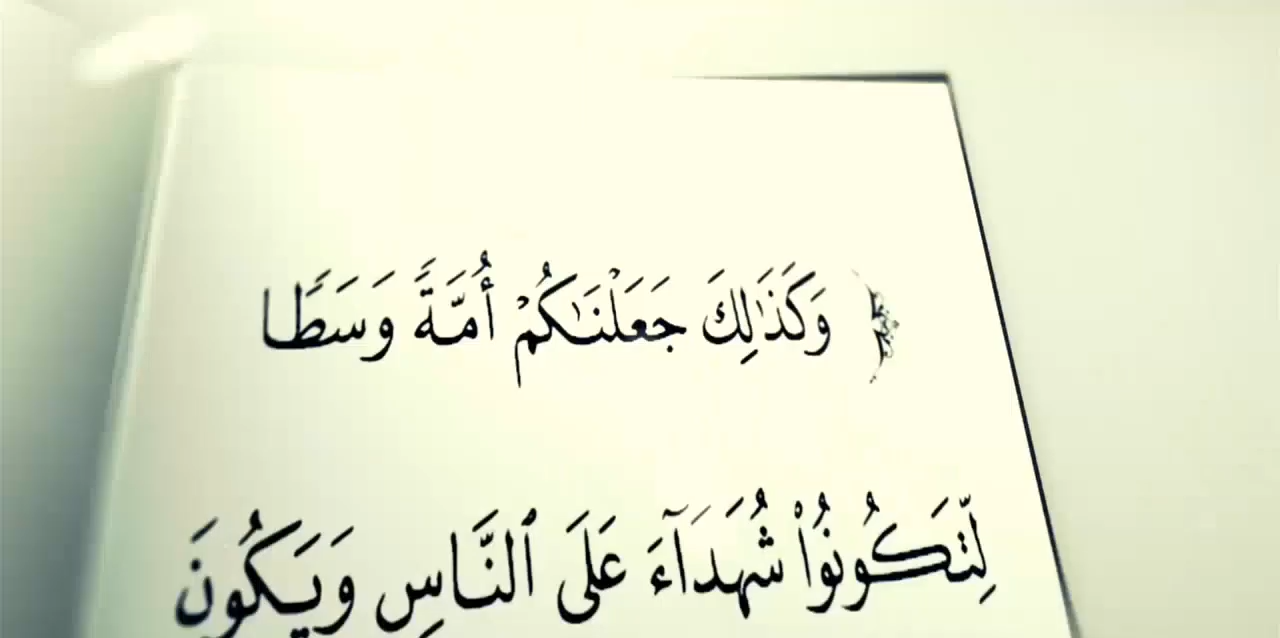 ﴿ وَكَذَٰلِكَ جَعَلْنَـٰكُمْ أُمَّةً وَسَطًا
لِّتَكُونُوا۟ شُهَدَآءَ عَلَى ٱلنَّاسِ وَيَكُونَ